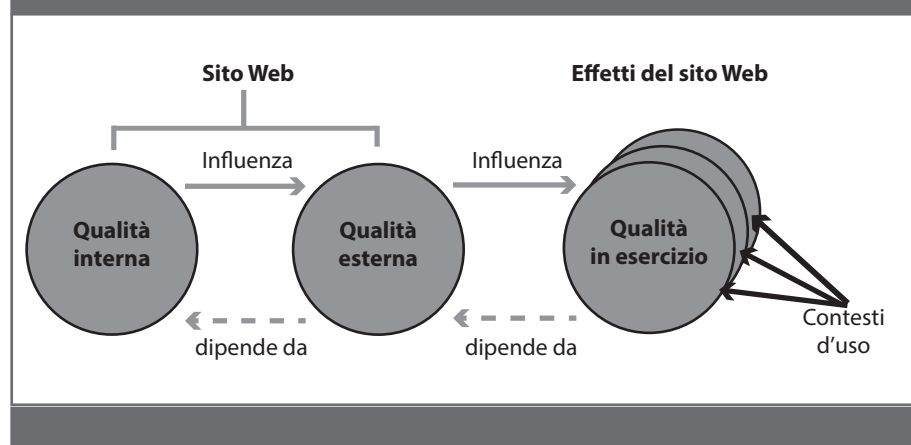 Sito Web
Effetti del sito Web
Influenza
Influenza
Qualità
interna
Qualità
esterna
Qualità
in esercizio
dipende da
dipende da
Contesti
d’uso